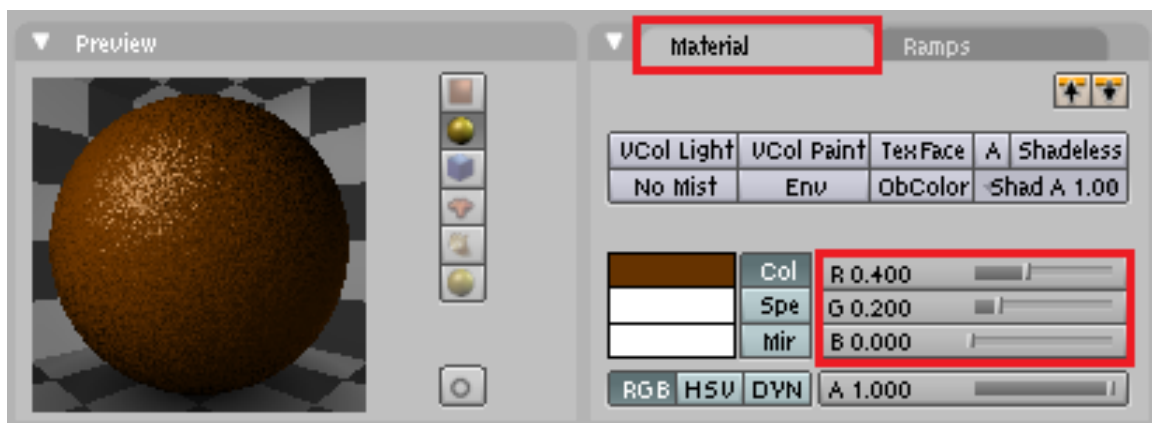 Preview
Material Ramps
VCol Light VCol Paint TexFace A Shadeless
No Mist Env ObColor Shad A 1.00
Col R 0.400
Spe G 0.200
Mir B 0.000
RGB HSV DYN A 1.000